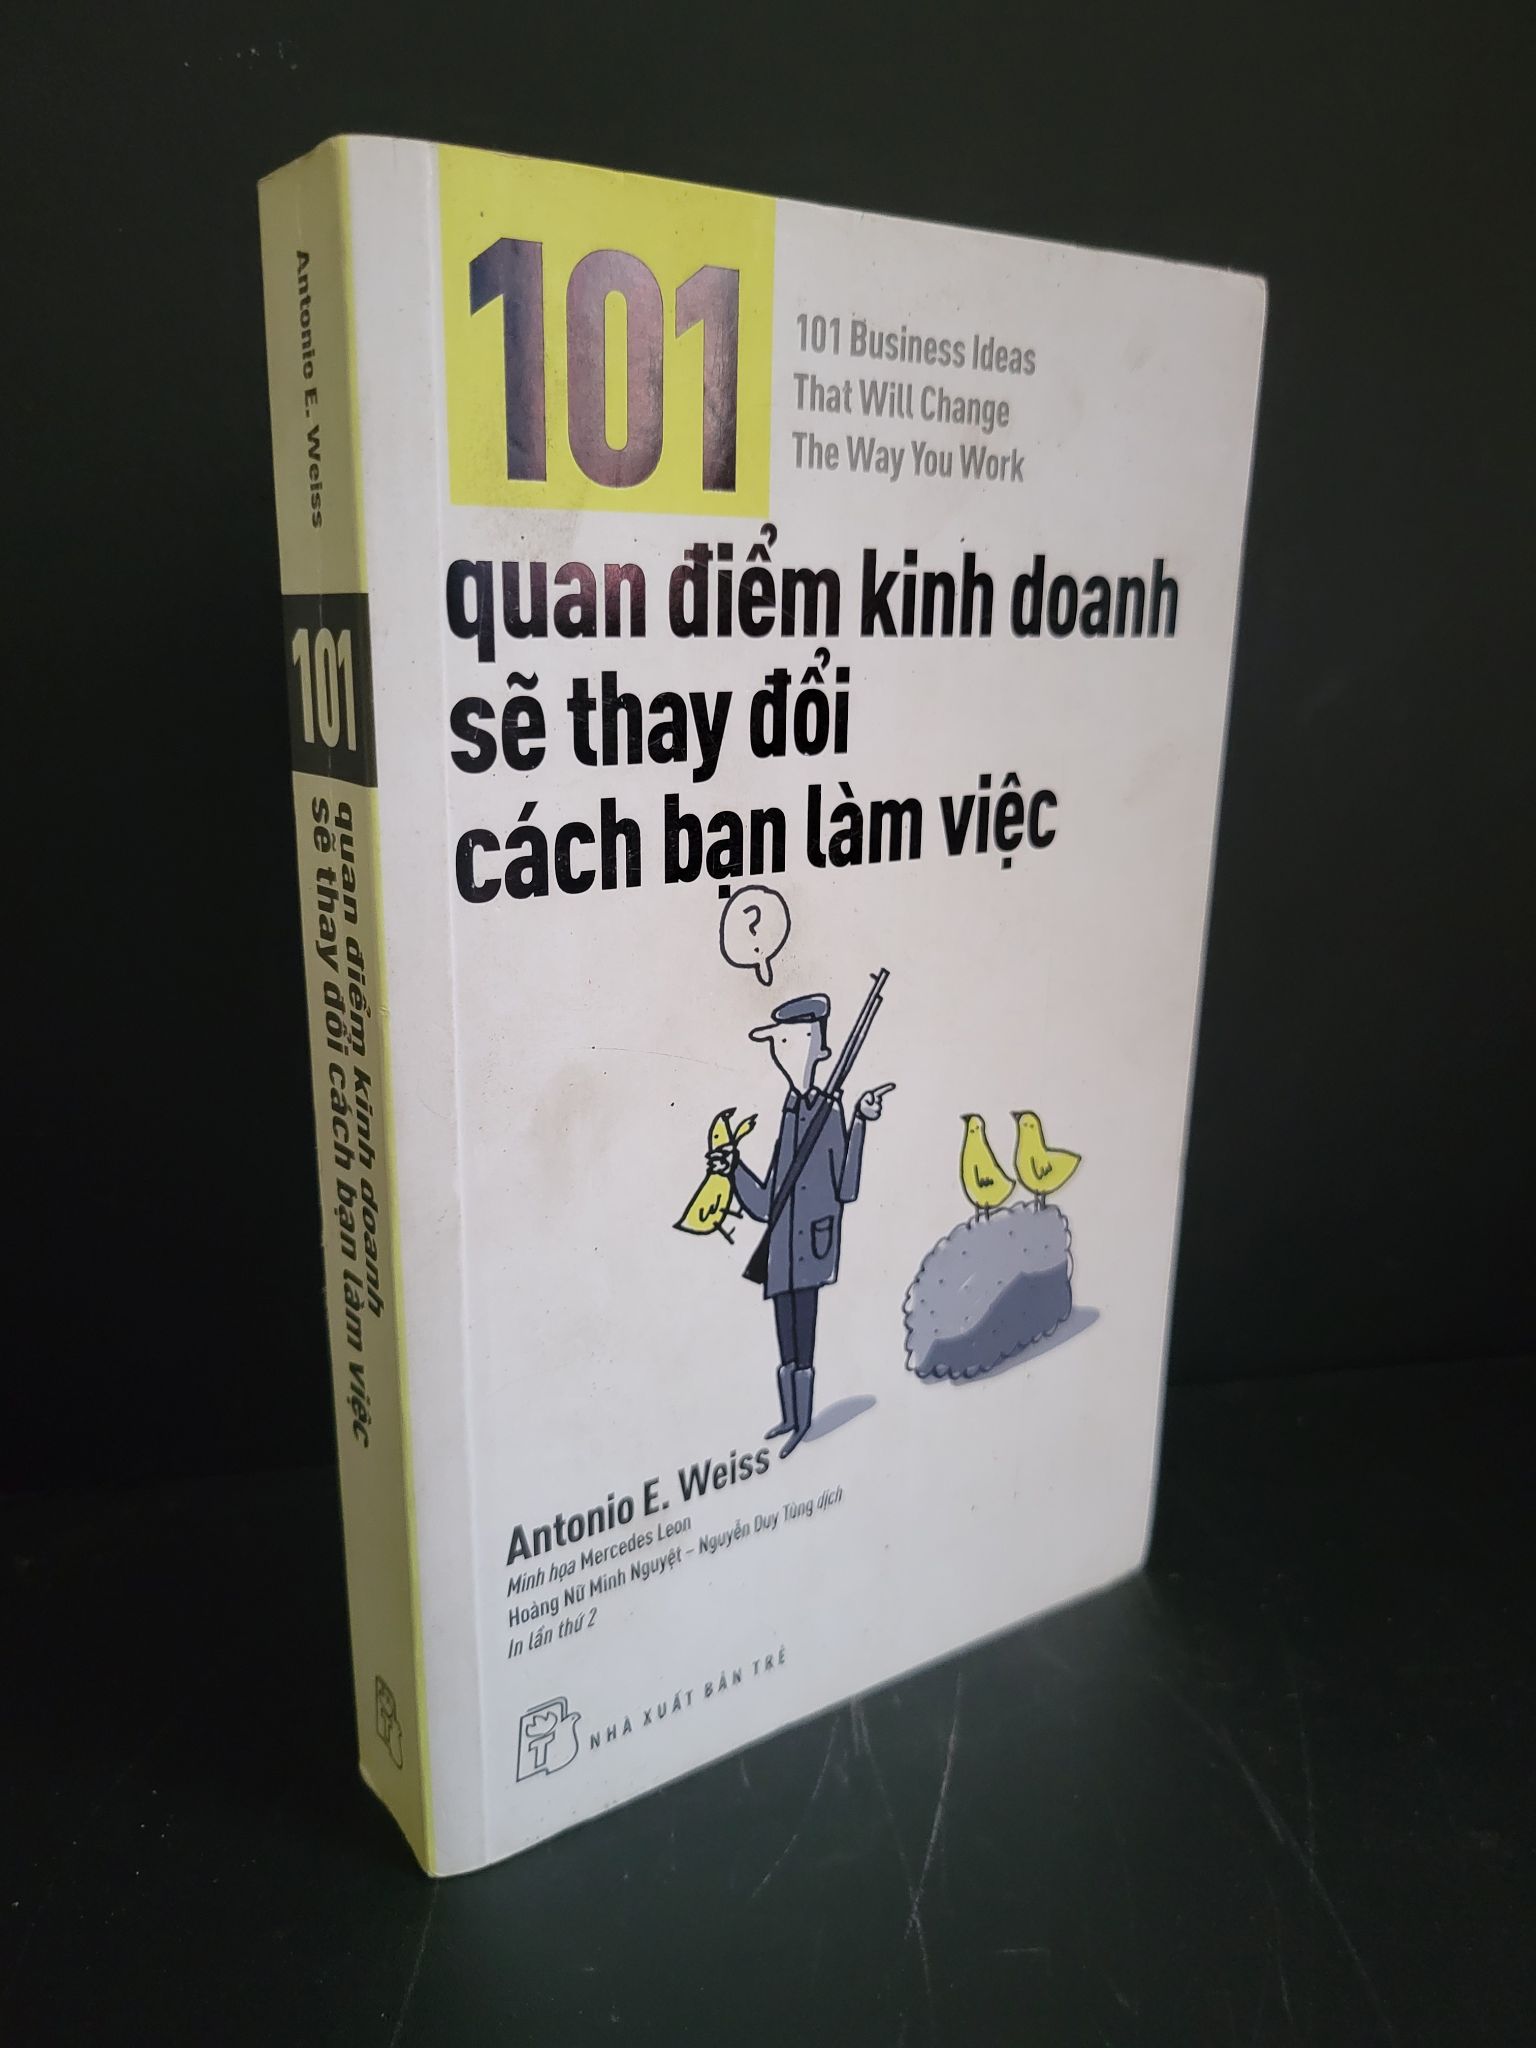 Antonio E. Weiss
101
quan điểm kinh doanh
sẽ thay đổi cách bạn làm việc
101
101 Business Ideas
That Will Change
The Way You Work
quan điểm kinh doanh
sẽ thay đổi
cách bạn làm việc
?
Antonio E. Weiss
Minh họa Mercedes Leon
Hoàng Nữ Minh Nguyệt – Nguyễn Duy Tùng dịch
In lần thứ 2
NHÀ XUẤT BẢN TRẺ